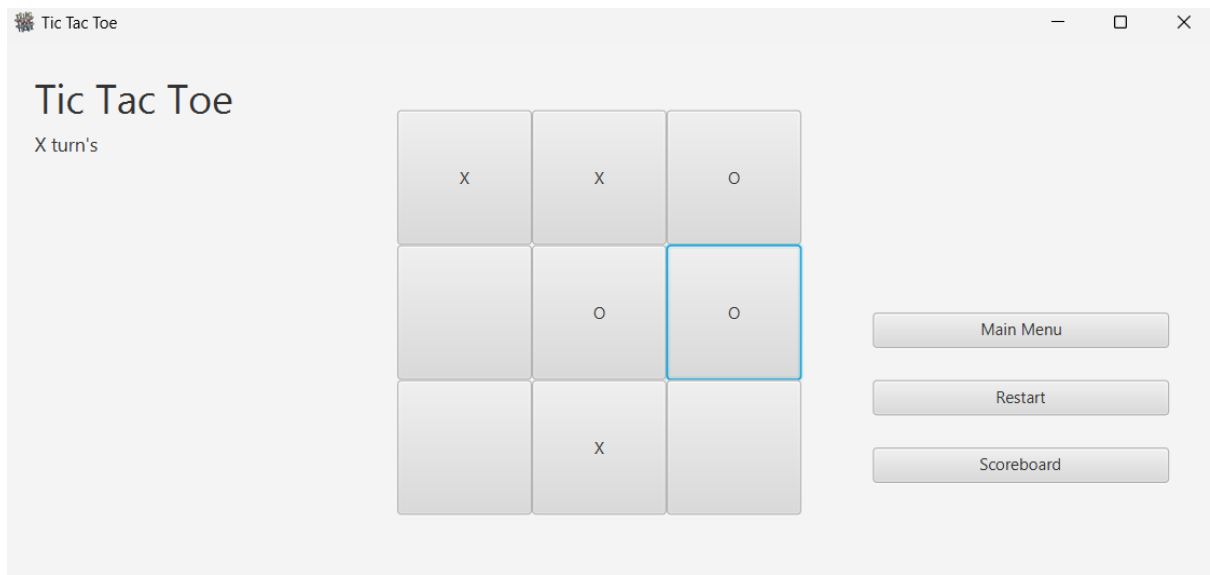 Tic Tac Toe
Tic Tac Toe
X turn's
X X O
O O
X
Main Menu
Restart
Scoreboard